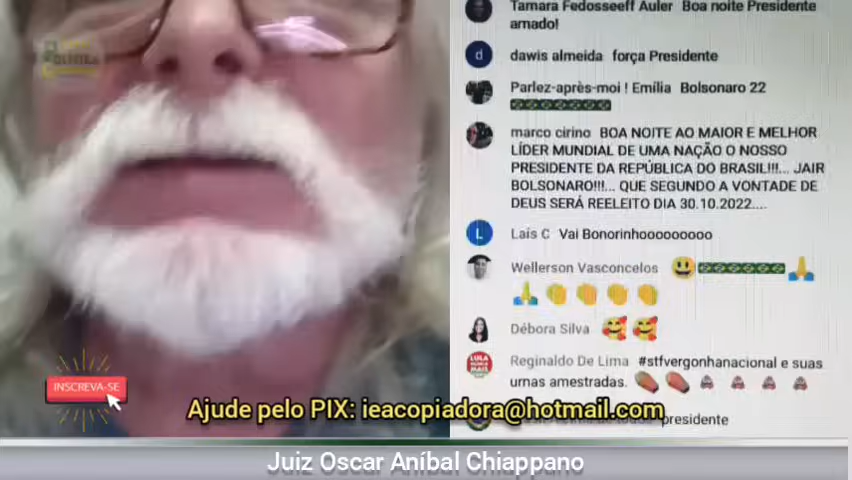 Tamara Fedosseeff Auler Boa noite Presidente
amado!
dawis almeida força Presidente
Parlez-après-moi ! Emília Bolsonaro 22
marco cirino BOA NOITE AO MAIOR E MELHOR
LÍDER MUNDIAL DE UMA NAÇÃO O NOSSO
PRESIDENTE DA REPÚBLICA DO BRASIL!!!... JAIR
BOLSONARO!!!... QUE SEGUNDO A VONTADE DE
DEUS SERÁ REELEITO DIA 30.10.2022....
Laís C Vai Bonorinhooooooooo
Wellerson Vasconcelos
Débora Silva
Reginaldo De Lima #stfvergonhanacional e suas
urnas amestradas.
presidente
INSCREVA-SE
Ajude pelo PIX: ieacopiadora@hotmail.com
Juiz Oscar Aníbal Chiappano